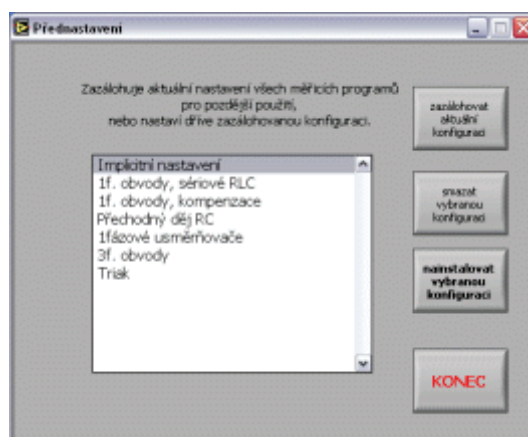 Přednastavení
Zazálohuje aktuální nastavení všech měřicích programů
pro pozdější použití,
nebo nastaví dříve zazálohovanou konfiguraci.
Implicitní nastavení
1f. obvody, sériové RLC
1f. obvody, kompenzace
Přechodný děj RC
1fázové usměrňovače
3f. obvody
Triak
zazálohovat
aktuální
konfiguraci
smazat
vybranou
konfiguraci
nainstalovat
vybranou
konfiguraci
KONEC